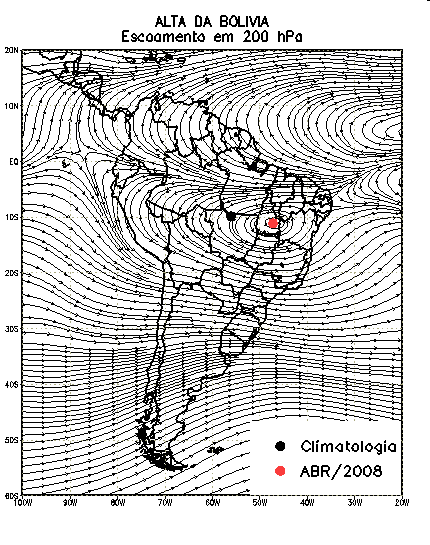 ALTA DA BOLIVIA
Escoamento em 200 hPa
20N
10N
EQ
10S
20S
30S
40S
50S
60S
100W 90W 80W 70W 60W 50W 40W 30W 20W
Climatologia
ABR/2008